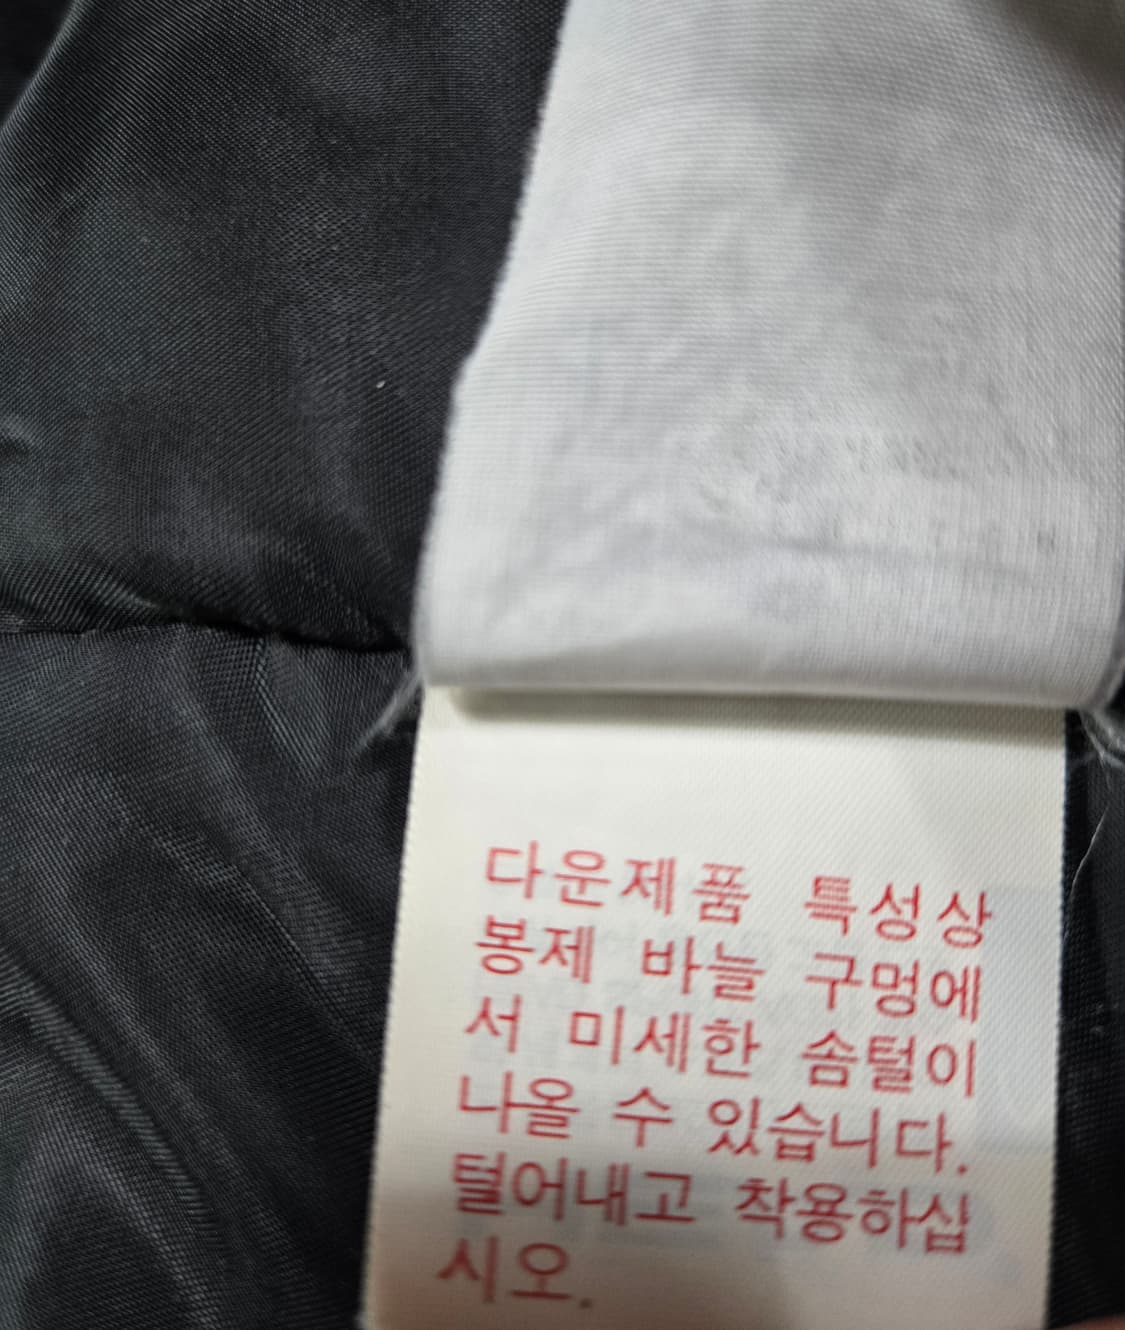 다운제품 특성상
봉제 바늘 구멍에
서 미세한 솜털이
나올 수 있습니다.
털어내고 착용하십
시오.